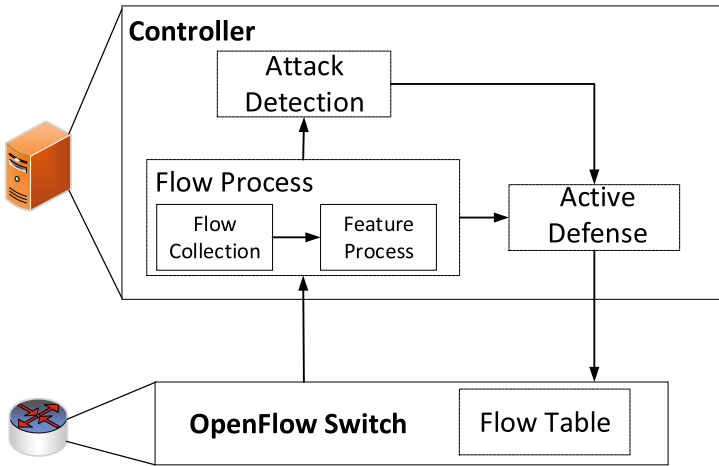 Controller
Attack
Detection
Flow Process
Flow
Collection
Feature
Process
Active
Defense
OpenFlow Switch
Flow Table